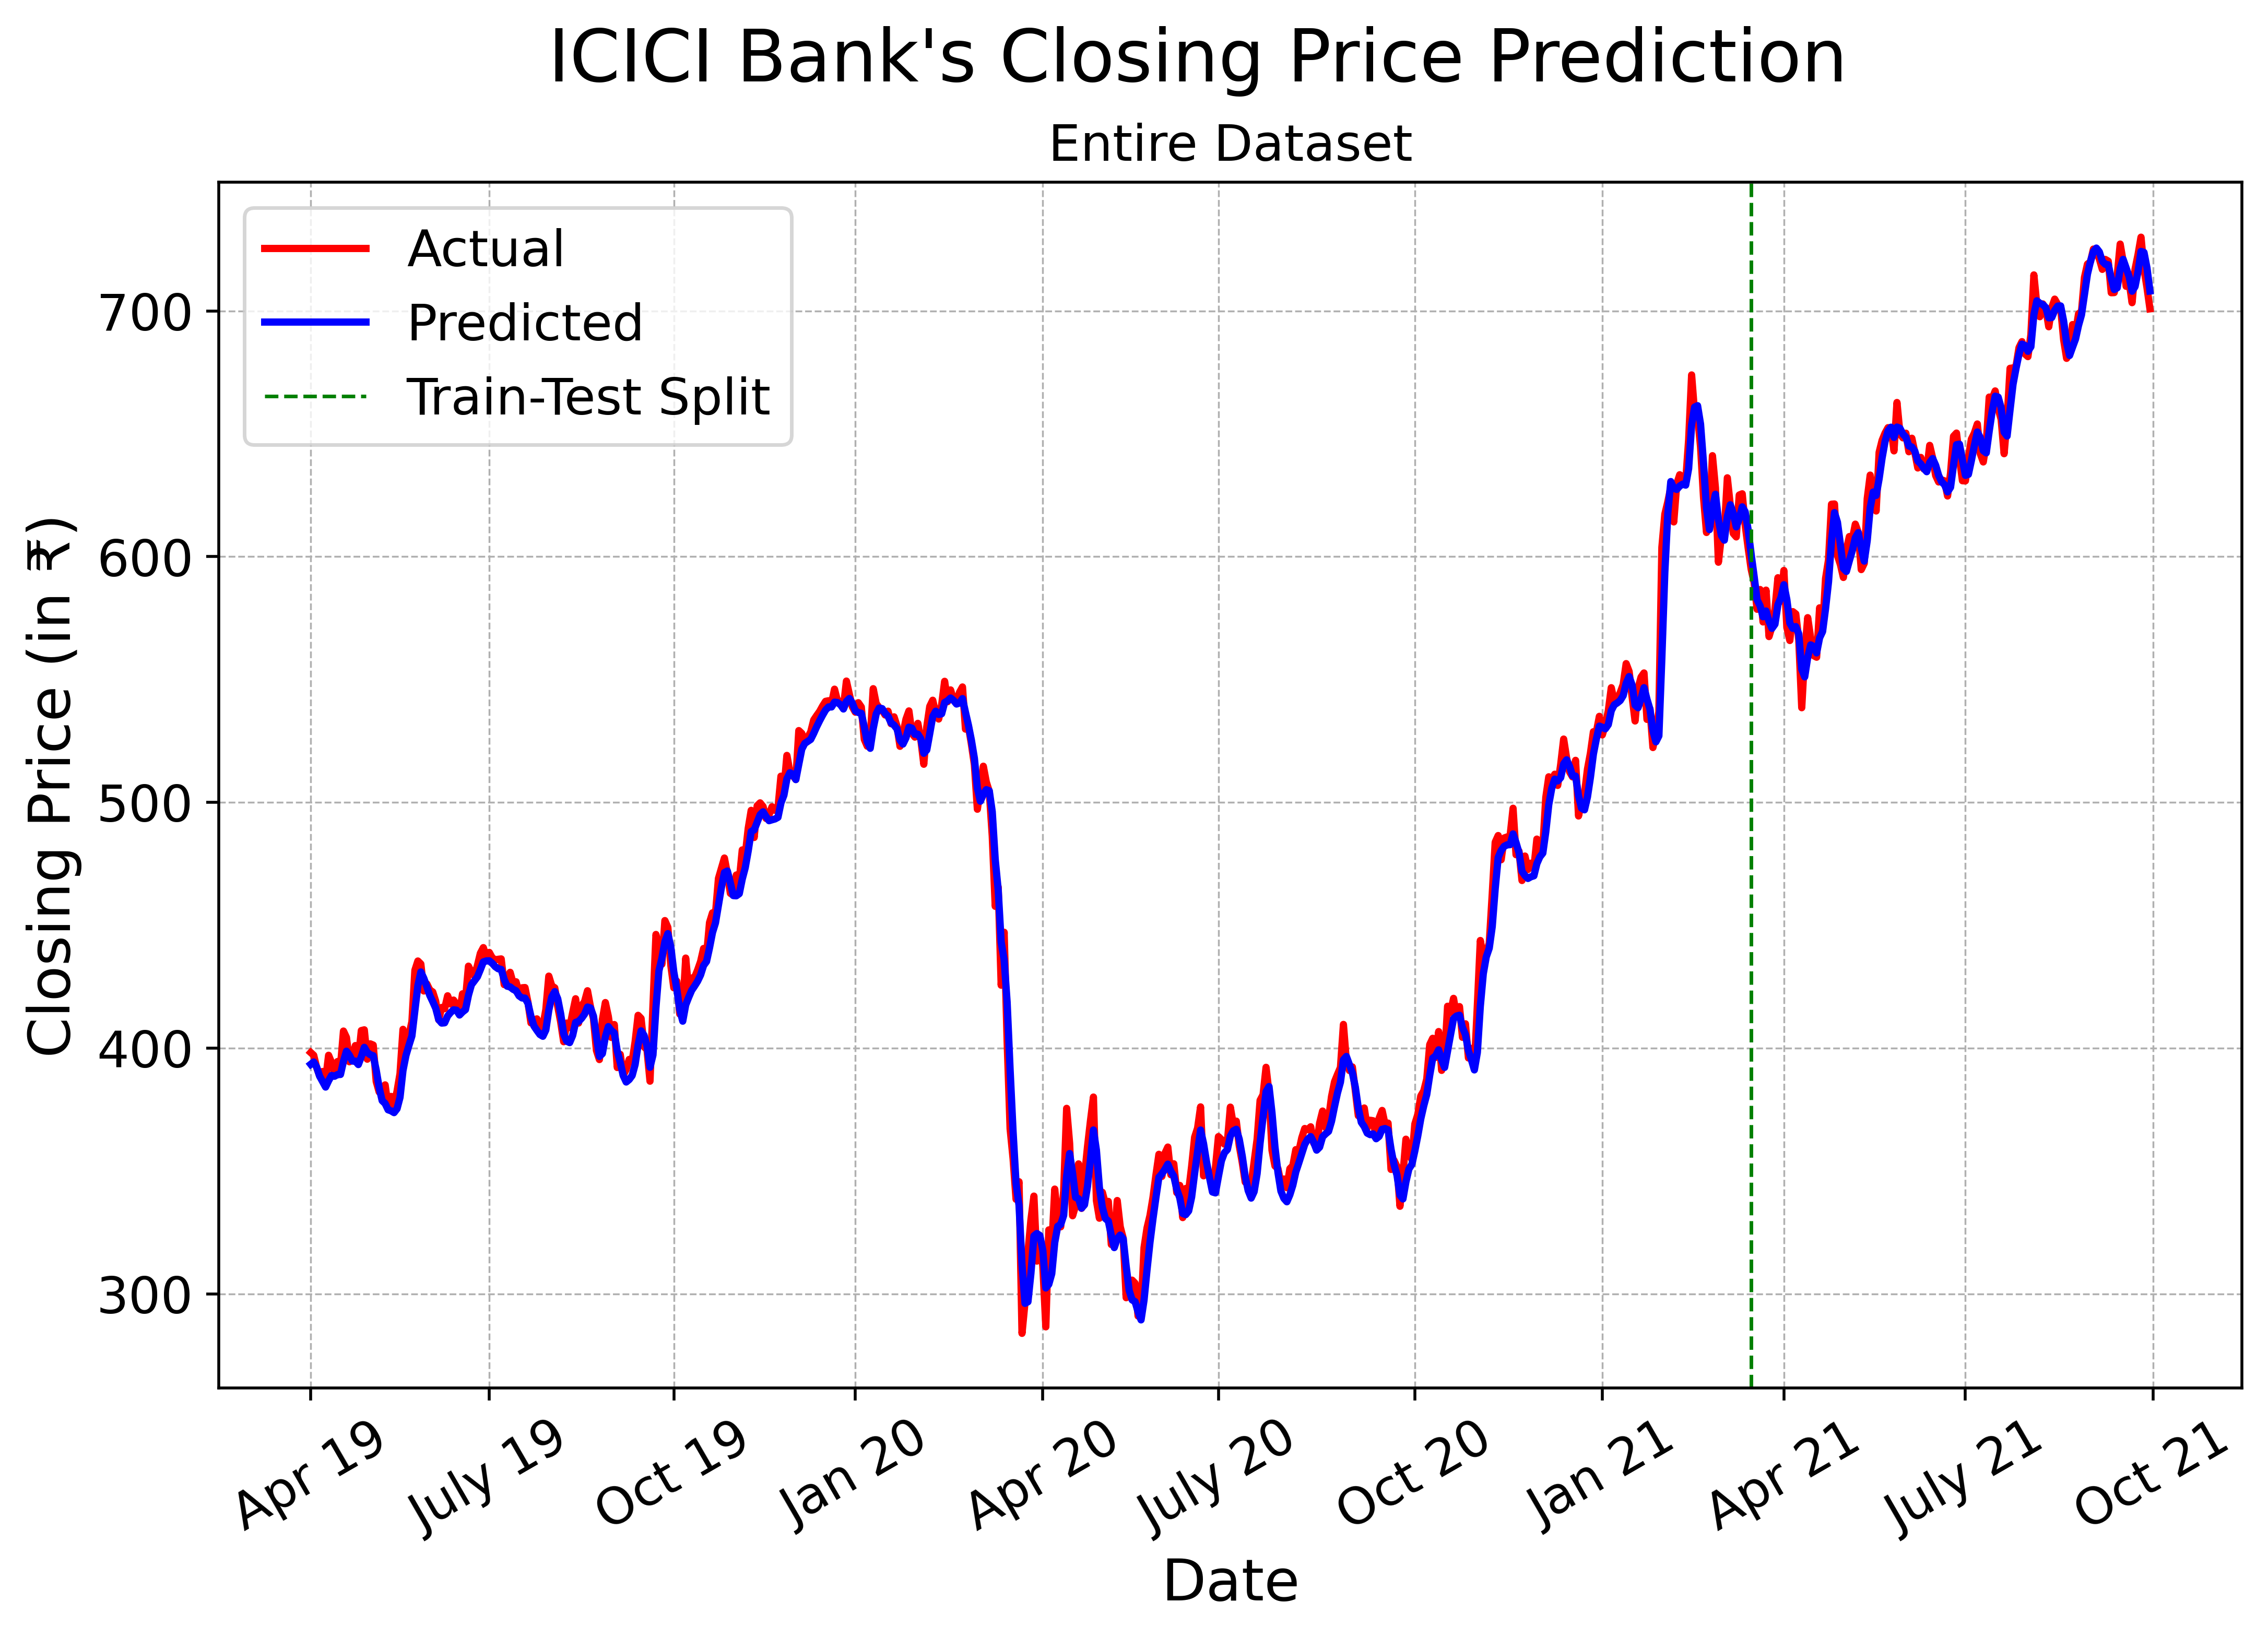 ICICI Bank's Closing Price Prediction
Entire Dataset
Actual
Predicted
Train-Test Split
Closing Price (in ₹)
700
600
500
400
300
Apr 19
July 19
Oct 19
Jan 20
Apr 20
July 20
Oct 20
Jan 21
Apr 21
July 21
Oct 21
Date